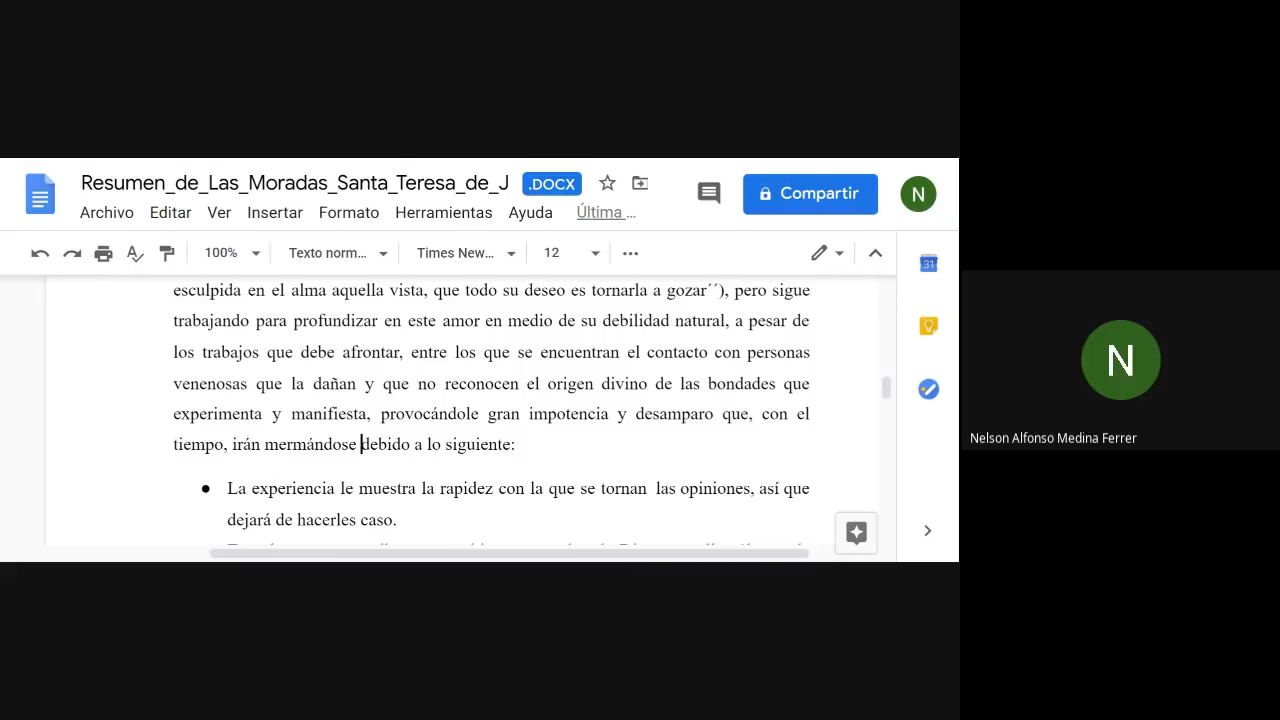 Resumen_de_Las_Moradas_Santa_Teresa_de_J .DOCX
Compartir
N
Archivo Editar Ver Insertar Formato Herramientas Ayuda Última ...
100% Texto norm... Times New... 12
31
esculpida en el alma aquella vista, que todo su deseo es tornarla a gozar´´), pero sigue
trabajando para profundizar en este amor en medio de su debilidad natural, a pesar de
los trabajos que debe afrontar, entre los que se encuentran el contacto con personas
venenosas que la dañan y que no reconocen el origen divino de las bondades que
experimenta y manifiesta, provocándole gran impotencia y desamparo que, con el
tiempo, irán mermándose debido a lo siguiente:
● La experiencia le muestra la rapidez con la que se tornan las opiniones, así que
dejará de hacerles caso.
N
Nelson Alfonso Medina Ferrer